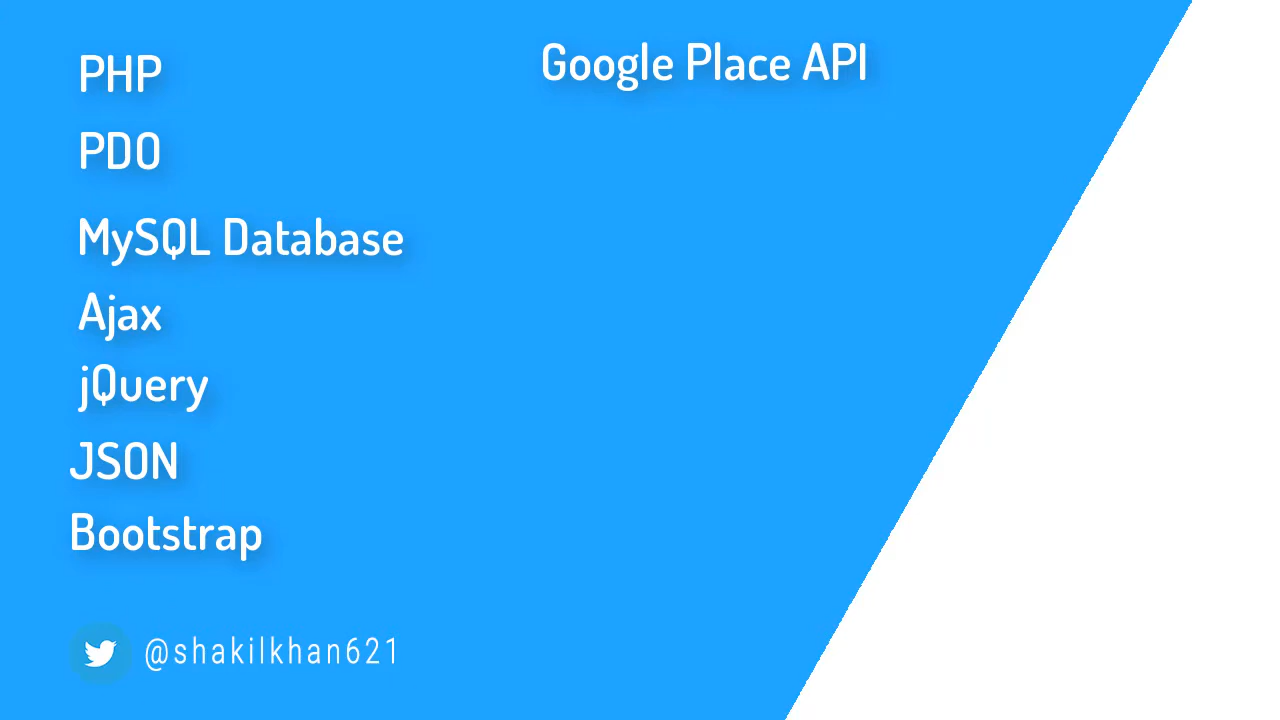 PHP
PDO
MySQL Database
Ajax
jQuery
JSON
Bootstrap
Google Place API
@shakilkhan621